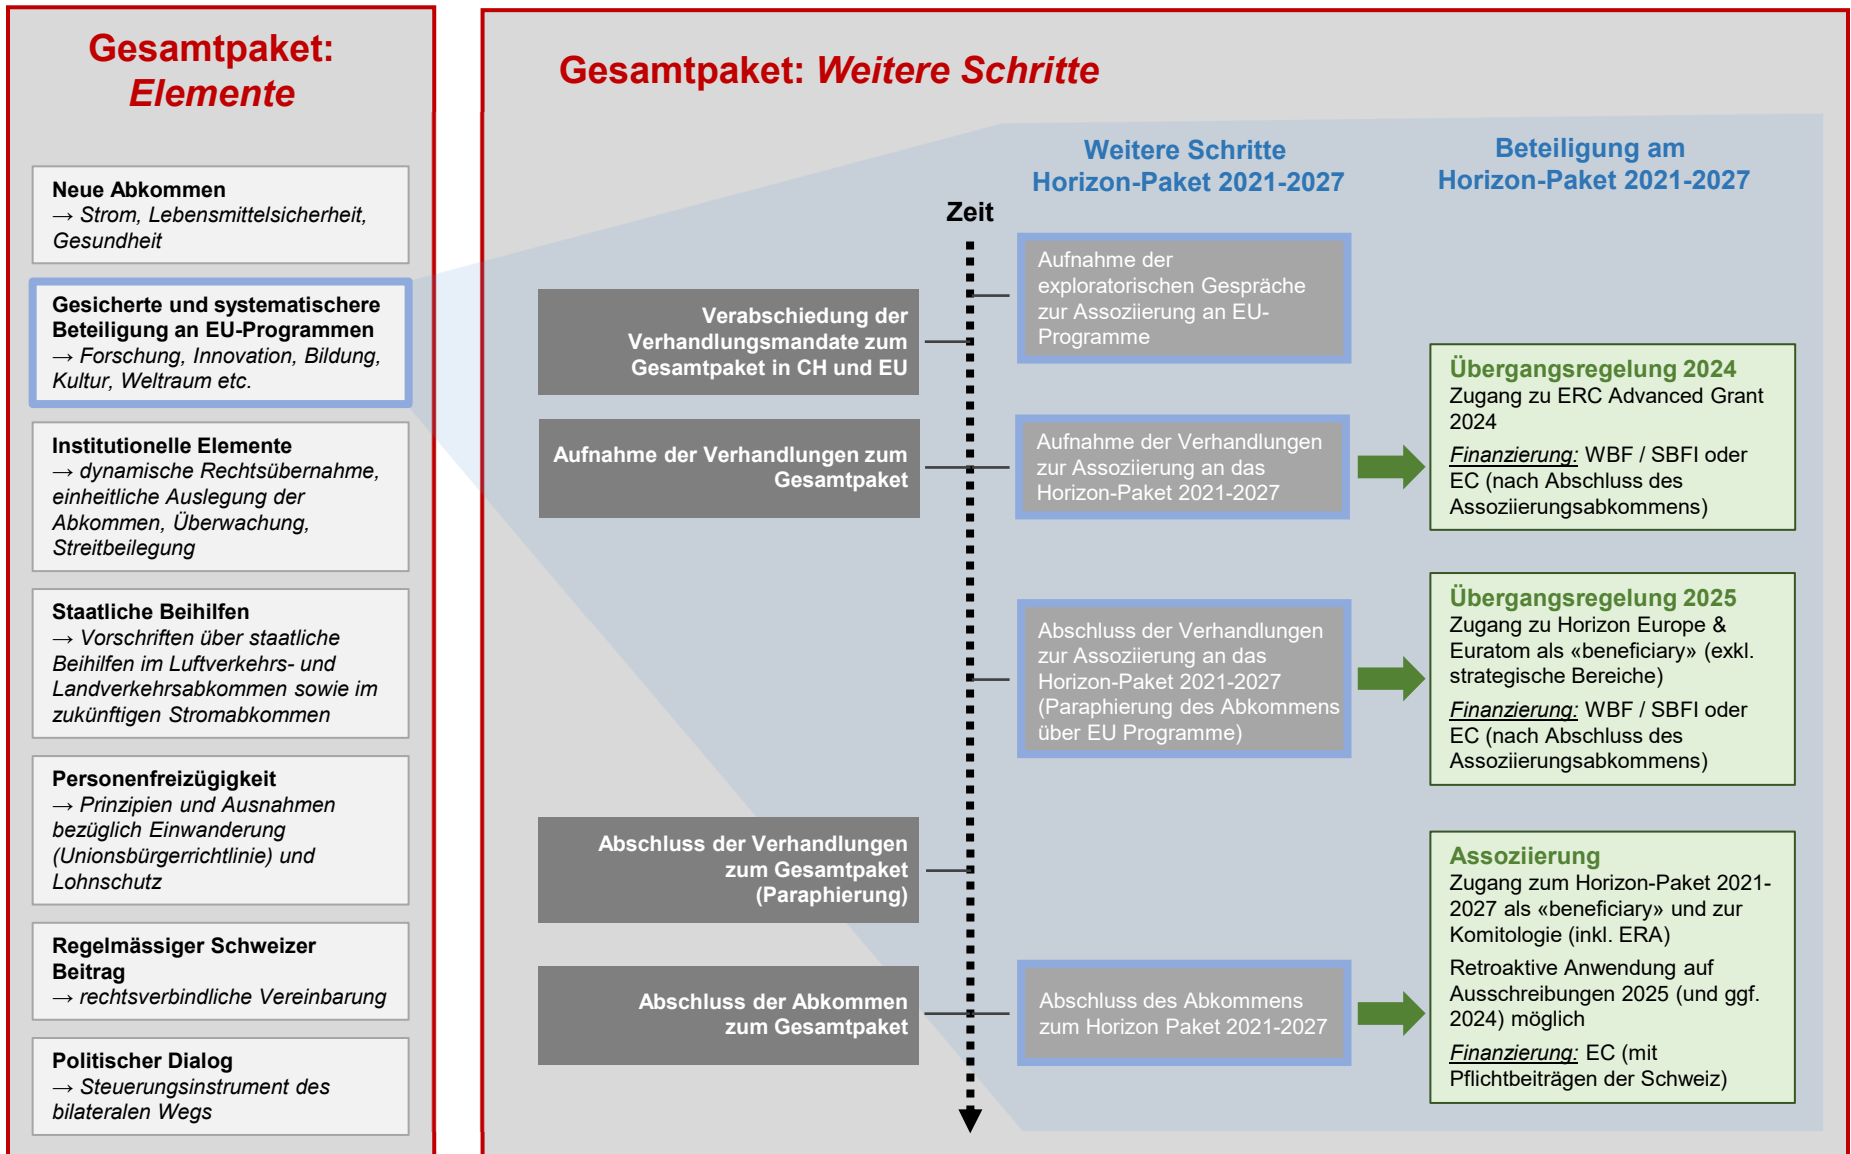 Gesamtpaket:
Elemente
Neue Abkommen
→ Strom, Lebensmittelsicherheit,
Gesundheit
Gesicherte und systematischere
Beteiligung an EU-Programmen
→ Forschung, Innovation, Bildung,
Kultur, Weltraum etc.
Institutionelle Elemente
→ dynamische Rechtsübernahme,
einheitliche Auslegung der
Abkommen, Überwachung,
Streitbeilegung
Staatliche Beihilfen
→ Vorschriften über staatliche
Beihilfen im Luftverkehrs- und
Landverkehrsabkommen sowie im
zukünftigen Stromabkommen
Personenfreizügigkeit
→ Prinzipien und Ausnahmen
bezüglich Einwanderung
(Unionsbürgerrichtlinie) und
Lohnschutz
Regelmässiger Schweizer
Beitrag
→ rechtsverbindliche Vereinbarung
Politischer Dialog
→ Steuerungsinstrument des
bilateralen Wegs
Gesamtpaket: Weitere Schritte
Zeit
Verabschiedung der
Verhandlungsmandate zum
Gesamtpaket in CH und EU
Aufnahme der Verhandlungen zum
Gesamtpaket
Abschluss der Verhandlungen
zum Gesamtpaket
(Paraphierung)
Abschluss der Abkommen
zum Gesamtpaket
Weitere Schritte
Horizon-Paket 2021-2027
Aufnahme der
exploratorischen Gespräche
zur Assoziierung an EU-
Programme
Aufnahme der Verhandlungen
zur Assoziierung an das
Horizon-Paket 2021-2027
Abschluss der Verhandlungen
zur Assoziierung an das
Horizon-Paket 2021-2027
(Paraphierung des Abkommens
über EU Programme)
Abschluss des Abkommens
zum Horizon Paket 2021-2027
Beteiligung am
Horizon-Paket 2021-2027
Übergangsregelung 2024
Zugang zu ERC Advanced Grant
2024
Finanzierung: WBF / SBFI oder
EC (nach Abschluss des
Assoziierungsabkommens)
Übergangsregelung 2025
Zugang zu Horizon Europe &
Euratom als «beneficiary» (exkl.
strategische Bereiche)
Finanzierung: WBF / SBFI oder
EC (nach Abschluss des
Assoziierungsabkommens)
Assoziierung
Zugang zum Horizon-Paket 2021-
2027 als «beneficiary» und zur
Komitologie (inkl. ERA)
Retroaktive Anwendung auf
Ausschreibungen 2025 (und ggf.
2024) möglich
Finanzierung: EC (mit
Pflichtbeiträgen der Schweiz)